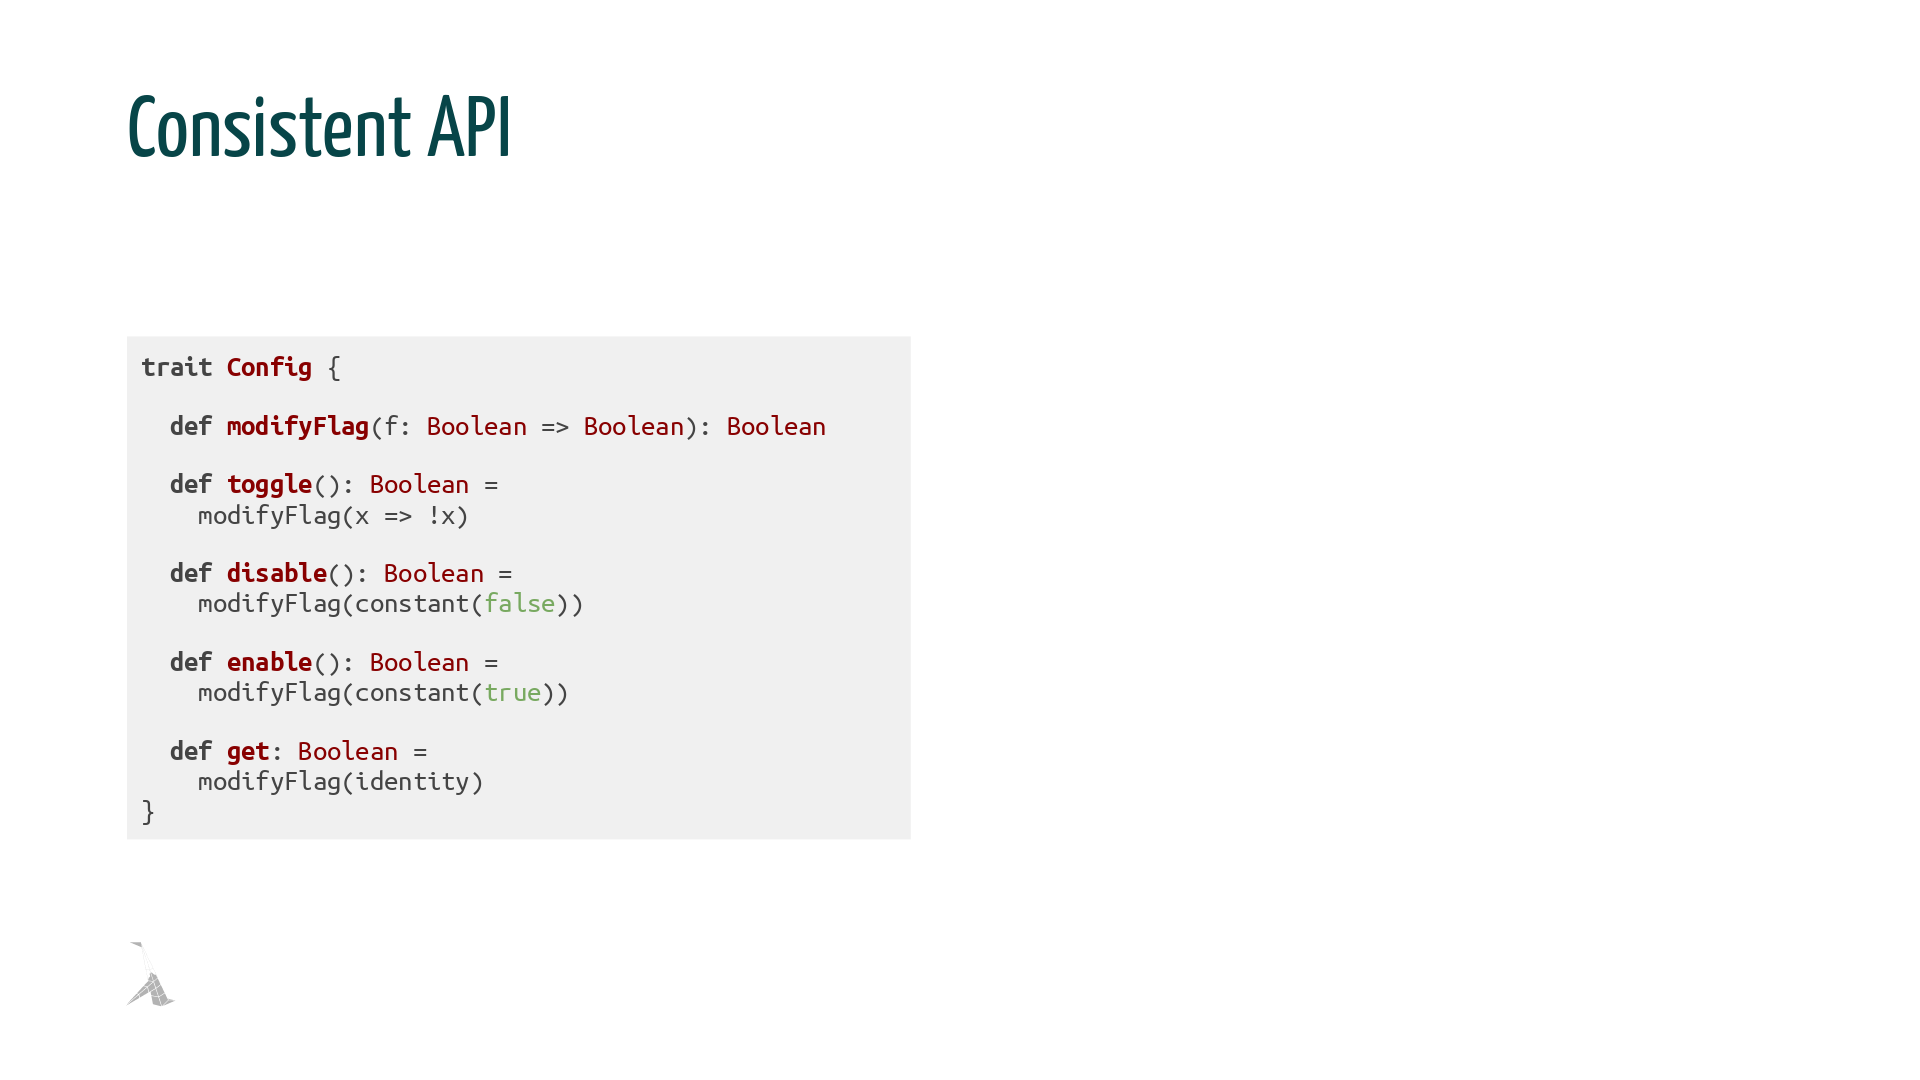 Consistent API
trait Config {
  def modifyFlag(f: Boolean => Boolean): Boolean
  def toggle(): Boolean =
    modifyFlag(x => !x)
  def disable(): Boolean =
    modifyFlag(constant(false))
  def enable(): Boolean =
    modifyFlag(constant(true))
  def get: Boolean =
    modifyFlag(identity)
}